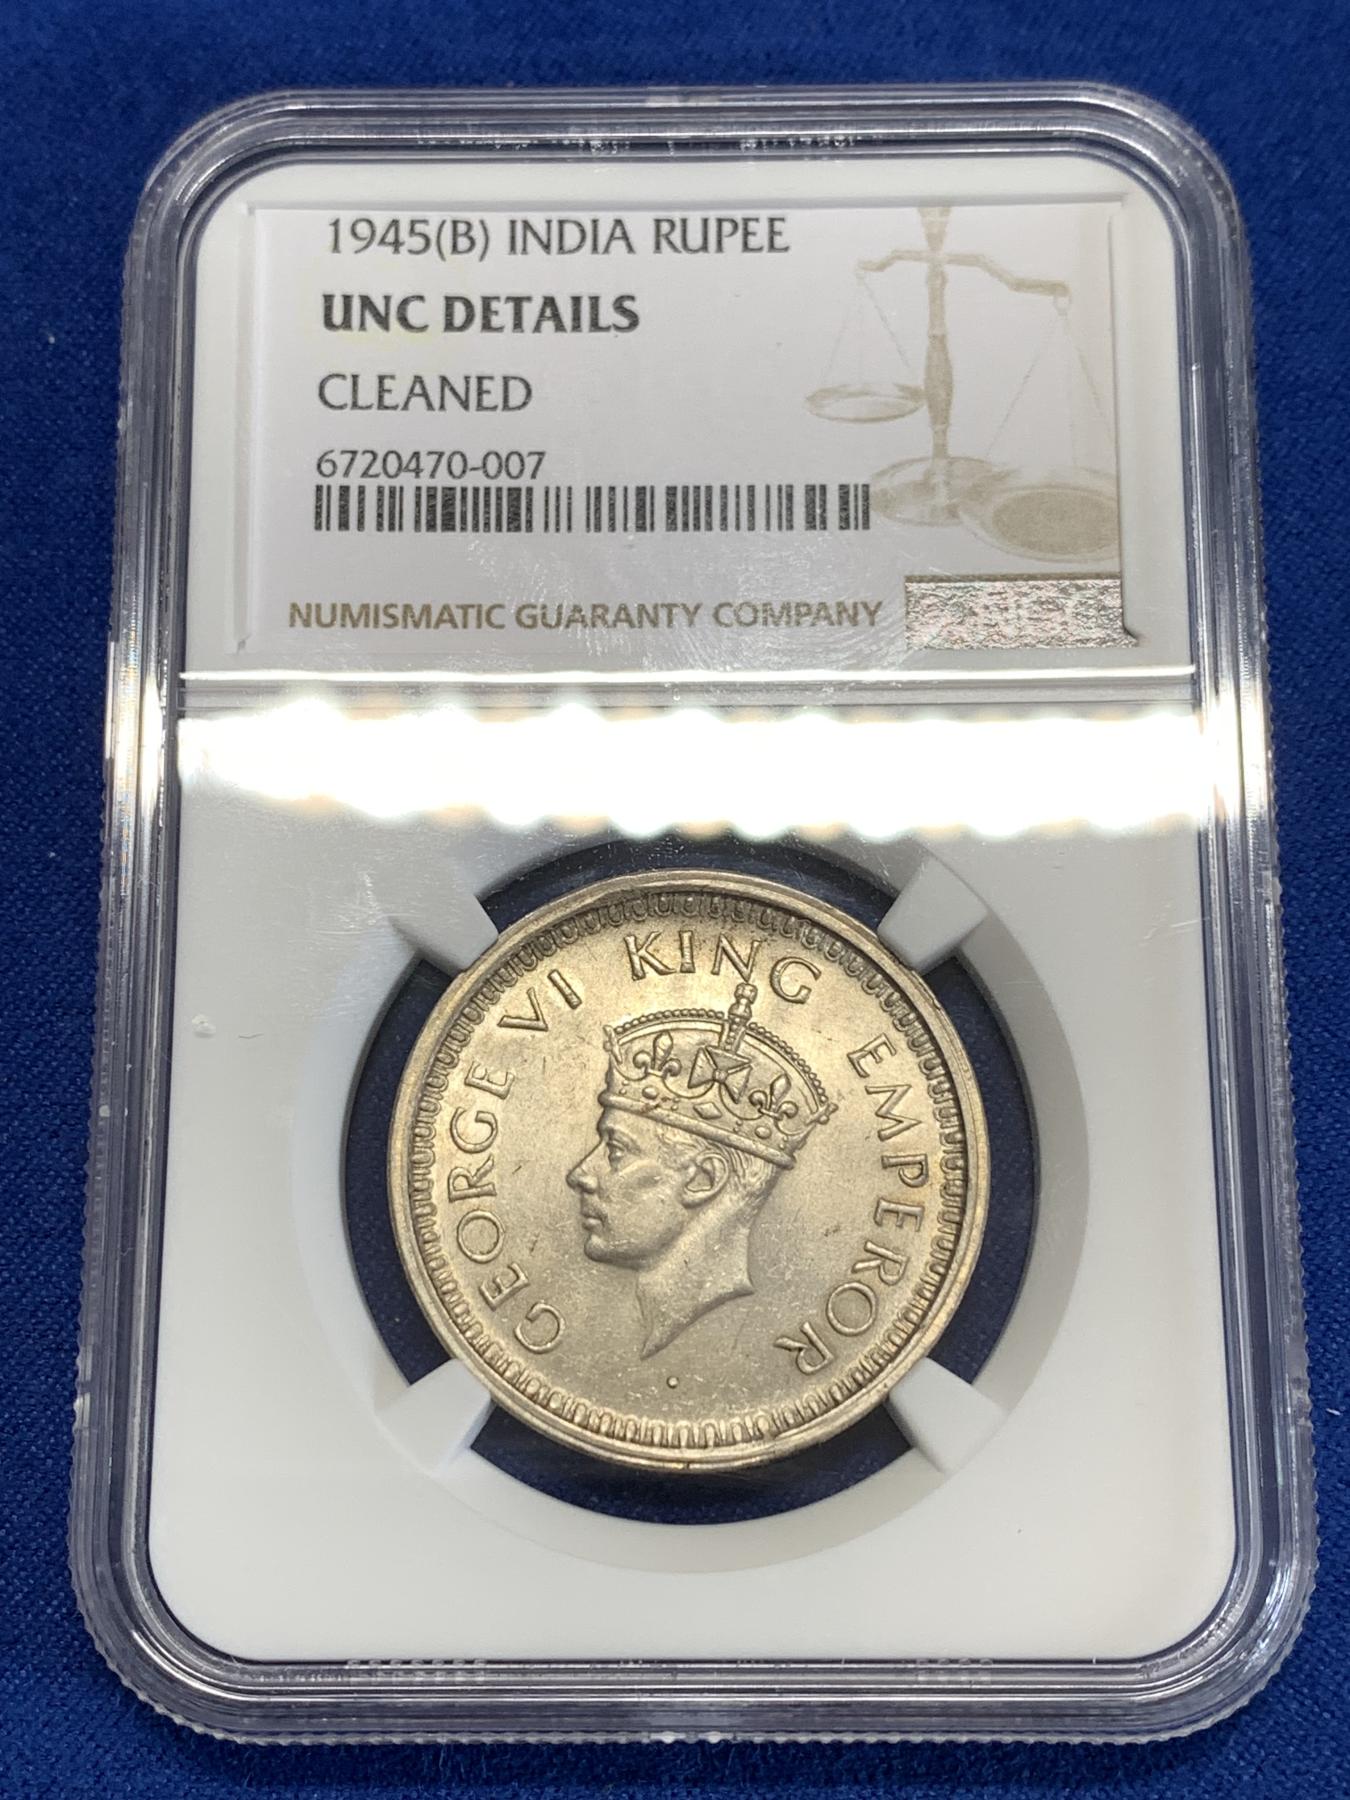 1945(B) INDIA RUPEE
UNC DETAILS
CLEANED
6720470-007
NUMISMATIC GUARANTY COMPANY
GEORGE VI KING EMPEROR